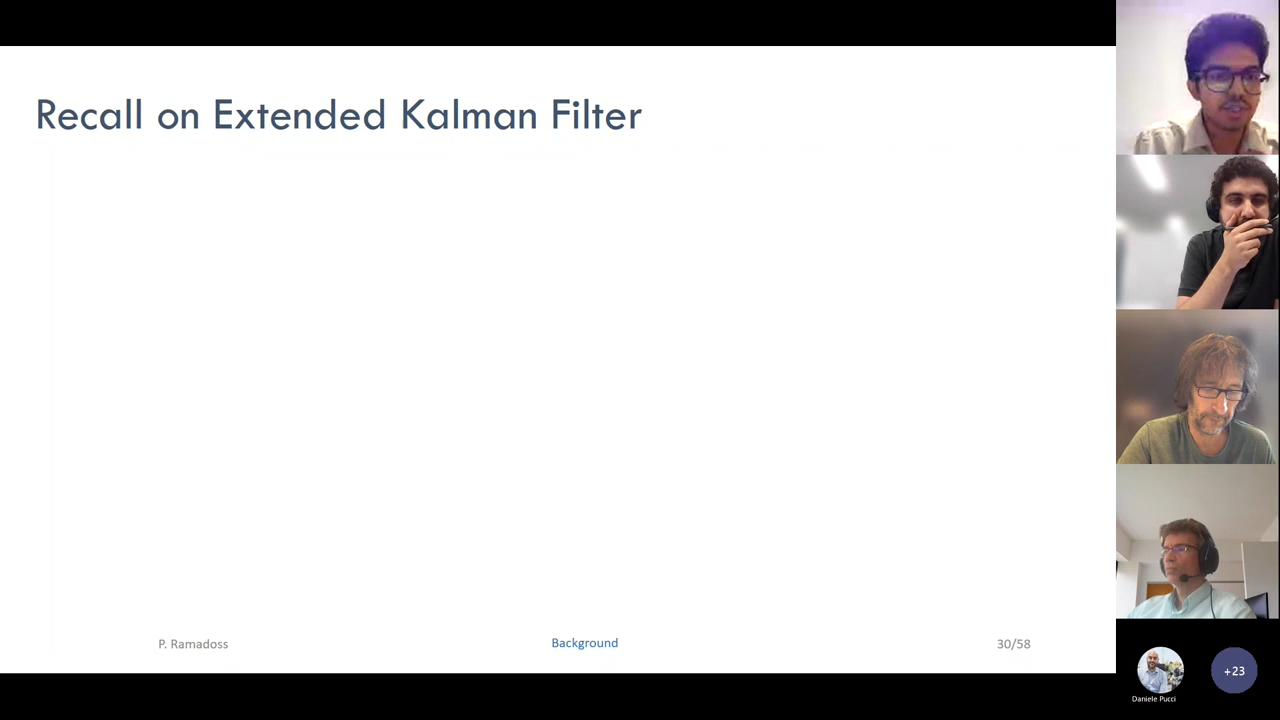 Recall on Extended Kalman Filter
P. Ramadoss
Background
30/58
Daniele Pucci
+23